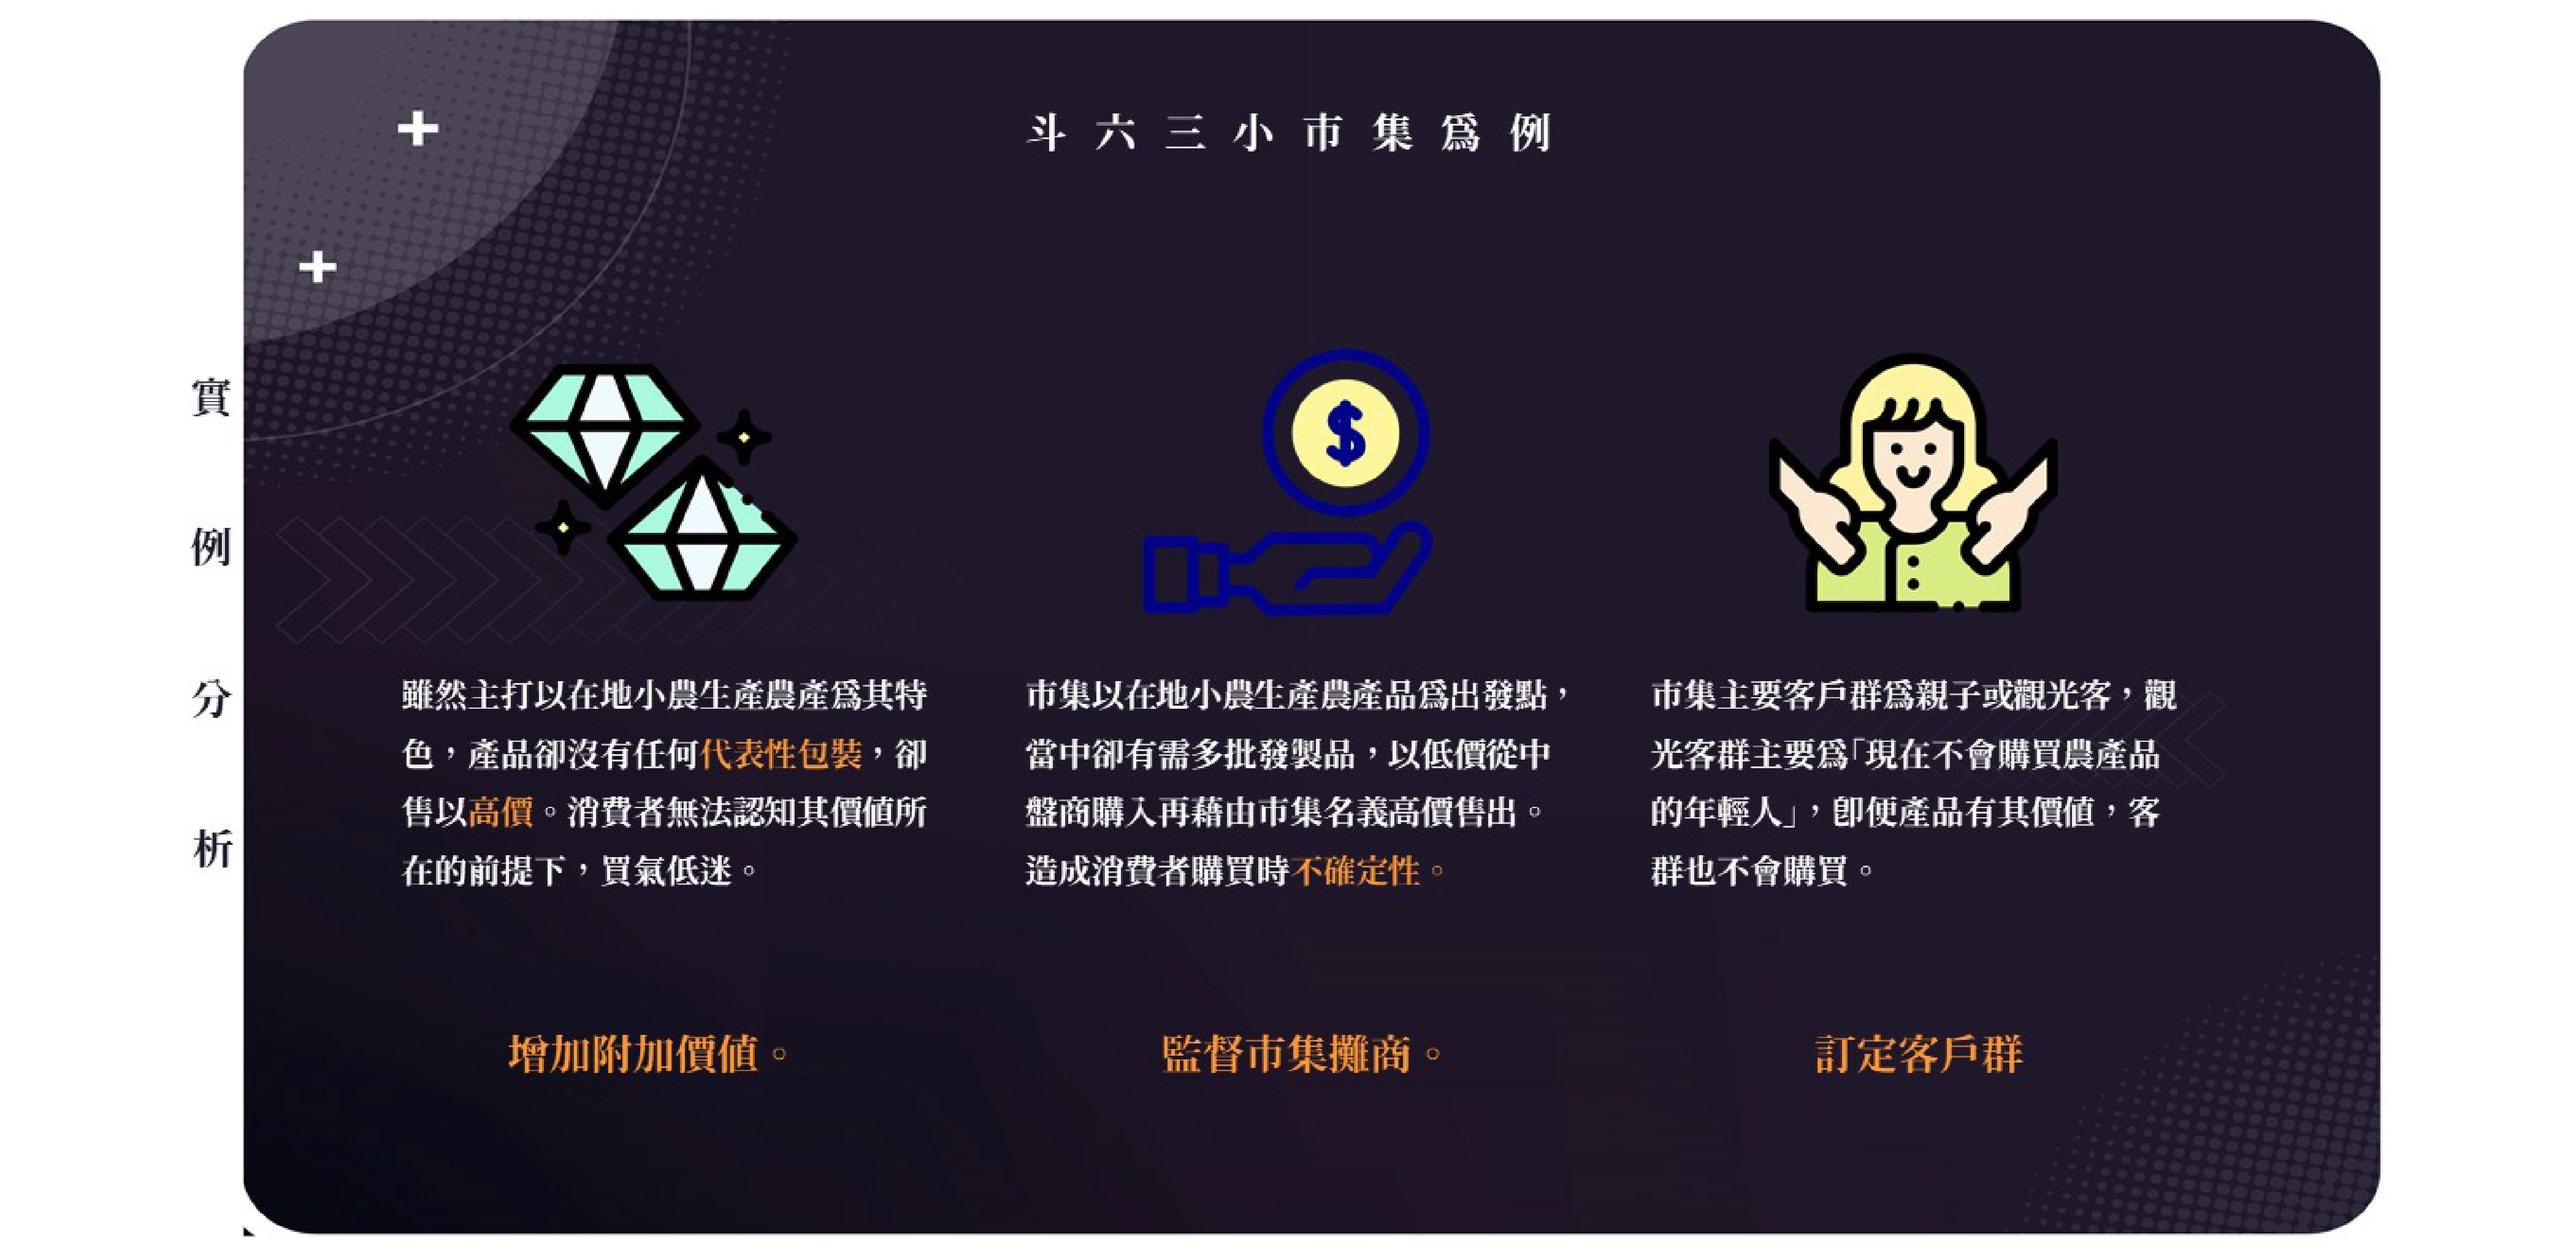 斗六三小市集爲例
實例分析
雖然主打以在地小農生產農產爲其特
色，產品卻沒有任何代表性包裝，卻
售以高價。消費者無法認知其價値所
在的前提下，買氣低迷。
增加附加價値。
市集以在地小農生產農產品爲出發點，
當中卻有需多批發製品，以低價從中
盤商購入再藉由市集名義高價售出。
造成消費者購買時不確定性。
監督市集攤商。
市集主要客戶群爲親子或觀光客，觀
光客群主要爲「現在不會購買農產品
的年輕人」，卽便產品有其價値，客
群也不會購買。
訂定客戶群